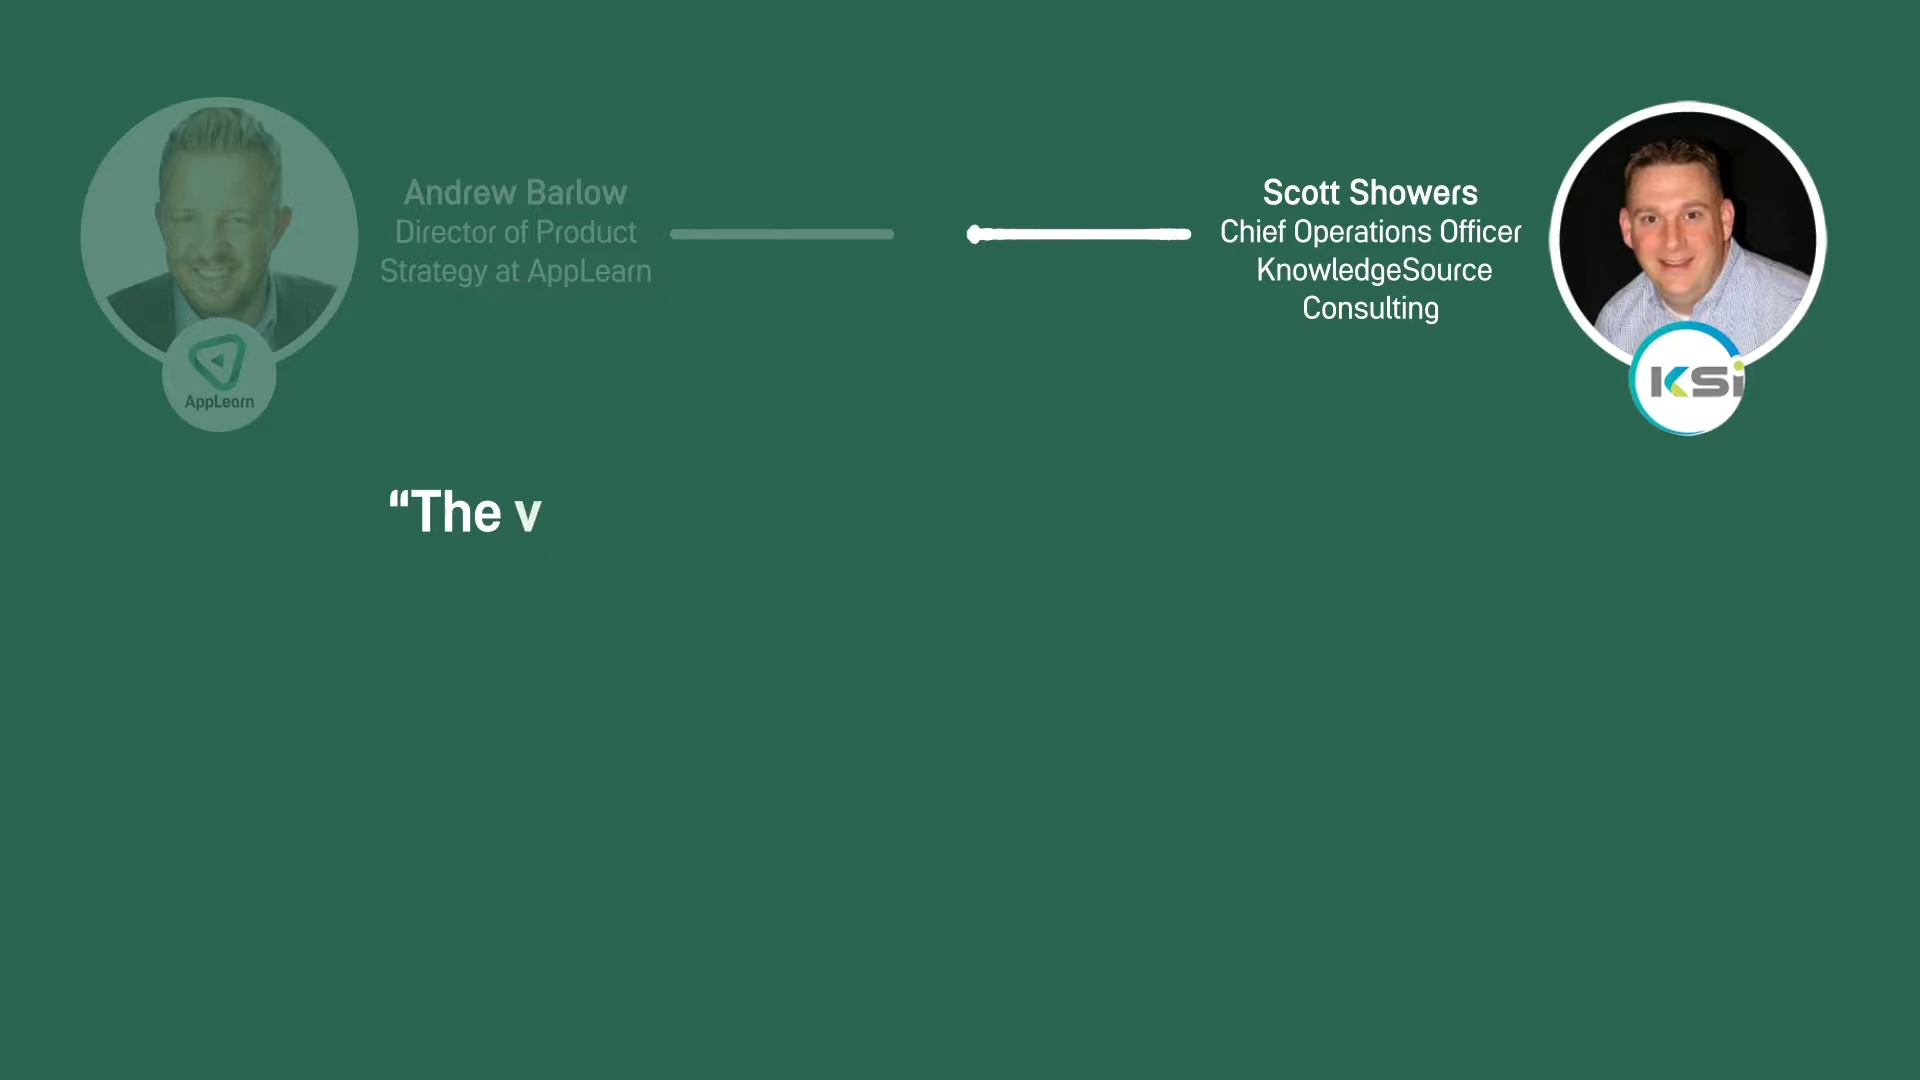 Andrew Barlow
Director of Product
Strategy at AppLearn
AppLearn
Scott Showers
Chief Operations Officer
KnowledgeSource
Consulting
KSi
“The v